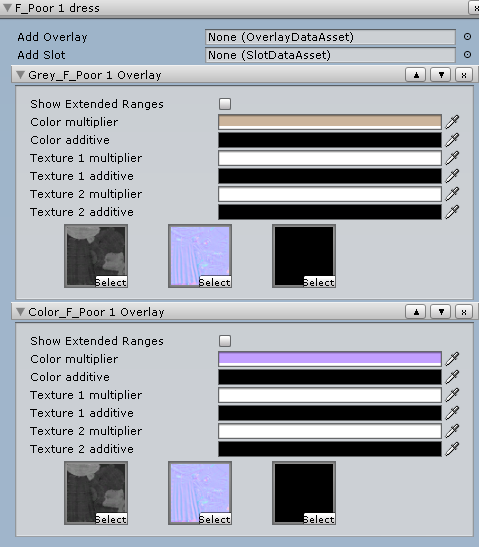 F_Poor 1 dress x
Add Overlay None (OverlayDataAsset)
Add Slot None (SlotDataAsset)
Grey_F_Poor 1 Overlay ▲ ▼ x
Show Extended Ranges
Color multiplier
Color additive
Texture 1 multiplier
Texture 1 additive
Texture 2 multiplier
Texture 2 additive
Select Select Select
Color_F_Poor 1 Overlay ▲ ▼ x
Show Extended Ranges
Color multiplier
Color additive
Texture 1 multiplier
Texture 1 additive
Texture 2 multiplier
Texture 2 additive
Select Select Select